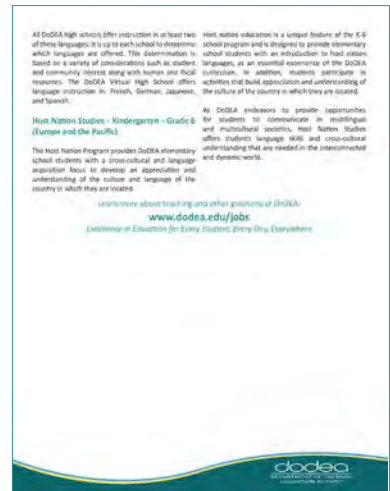 All DoDEA high schools offer instruction in at least two
of these languages; it is up to each school to determine
which languages are offered. This determination is
based on a variety of considerations such as student
and community interest along with human and fiscal
resources. The DoDEA Virtual High School offers
language instruction in French, German, Japanese,
and Spanish.
Host Nation Studies - Kindergarten - Grade 6
(Europe and the Pacific)
The Host Nation Program provides DoDEA elementary
school students with a cross-cultural and language
acquisition focus to develop an appreciation and
understanding of the culture and language of the
country in which they are located.
Host nation education is a unique feature of the K-6
school program and is designed to provide elementary
school students with an introduction to host nation
languages, as an essential experience of the DoDEA
curriculum. In addition, students participate in
activities that build appreciation and understanding of
the culture of the country in which they are located.
As DoDEA endeavors to provide opportunities
for students to communicate in multilingual
and multicultural societies, Host Nation Studies
offers students language skills and cross-cultural
understanding that are needed in the interconnected
and dynamic world.
Learn more about teaching and other positions at DoDEA:
www.dodea.edu/jobs
Excellence in Education for Every Student, Every Day, Everywhere
dodea
DEPARTMENT OF DEFENSE
EDUCATION ACTIVITY